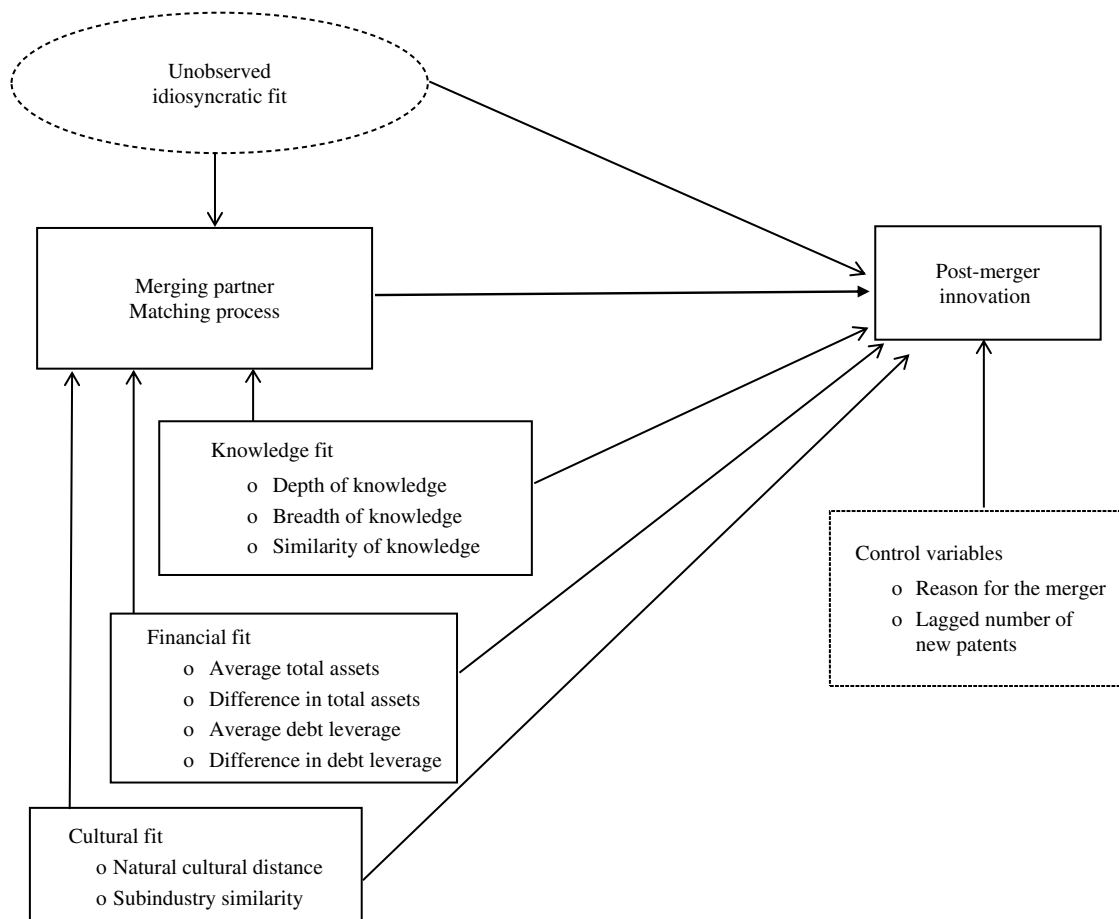 Unobserved
idiosyncratic fit
Merging partner
Matching process
Post-merger
innovation
Knowledge fit
o Depth of knowledge
o Breadth of knowledge
o Similarity of knowledge
Control variables
o Reason for the merger
o Lagged number of
new patents
Financial fit
o Average total assets
o Difference in total assets
o Average debt leverage
o Difference in debt leverage
Cultural fit
o Natural cultural distance
o Subindustry similarity